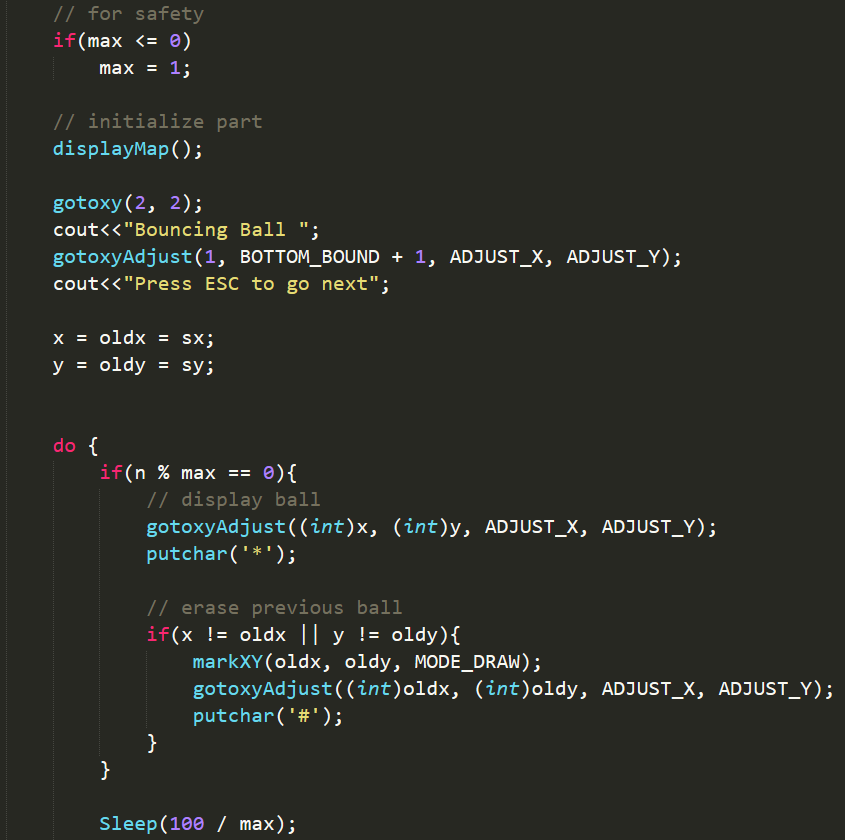 // for safety
if(max <= 0)
    max = 1;

// initialize part
displayMap();

gotoxy(2, 2);
cout<<"Bouncing Ball ";
gotoxyAdjust(1, BOTTOM_BOUND + 1, ADJUST_X, ADJUST_Y);
cout<<"Press ESC to go next";

x = oldx = sx;
y = oldy = sy;


do {
    if(n % max == 0){
        // display ball
        gotoxyAdjust((int)x, (int)y, ADJUST_X, ADJUST_Y);
        putchar('*');

        // erase previous ball
        if(x != oldx || y != oldy){
            markXY(oldx, oldy, MODE_DRAW);
            gotoxyAdjust((int)oldx, (int)oldy, ADJUST_X, ADJUST_Y);
            putchar('#');
        }
    }

    Sleep(100 / max);